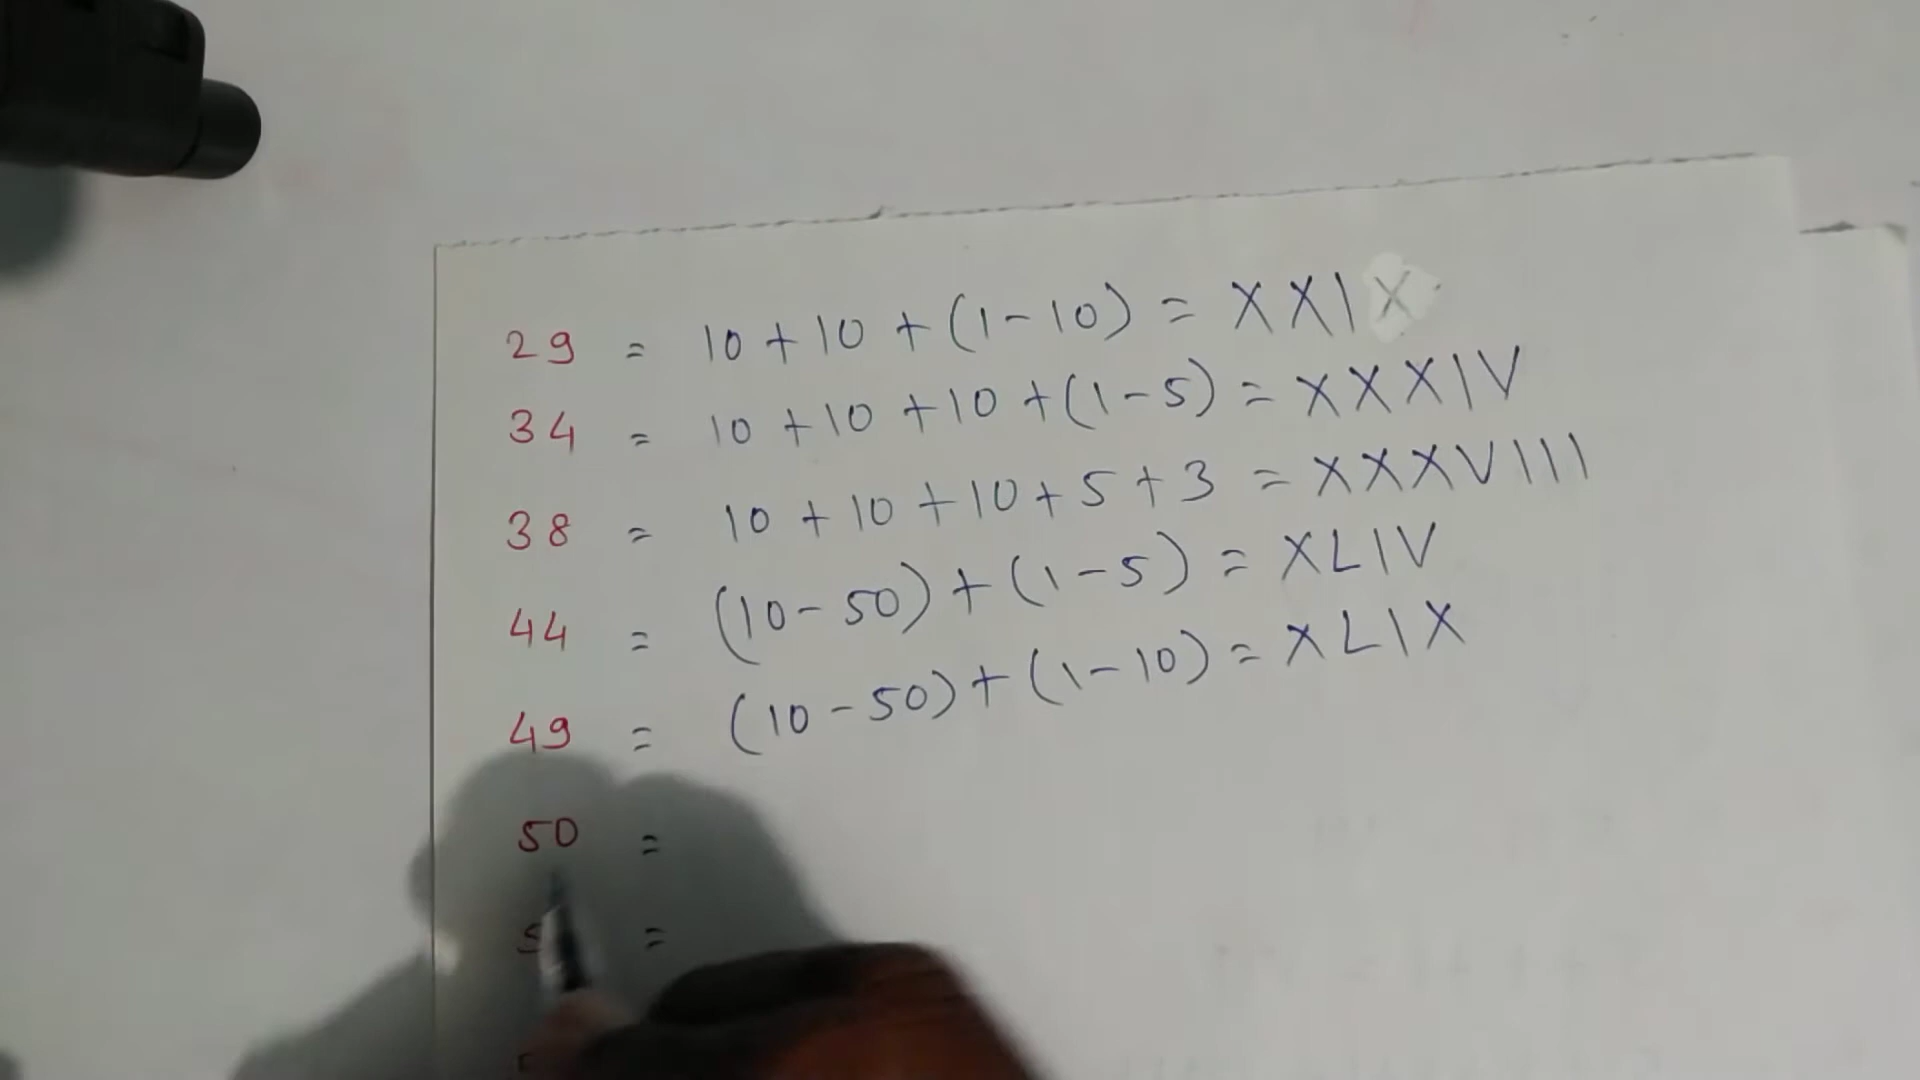 29 = 10 + 10 + (1 - 10) = XXIX
34 = 10 + 10 + 10 + (1 - 5) = XXXIV
38 = 10 + 10 + 10 + 5 + 3 = XXXVIII
44 = (10 - 50) + (1 - 5) = XLIV
49 = (10 - 50) + (1 - 10) = XLIX
50 =
=